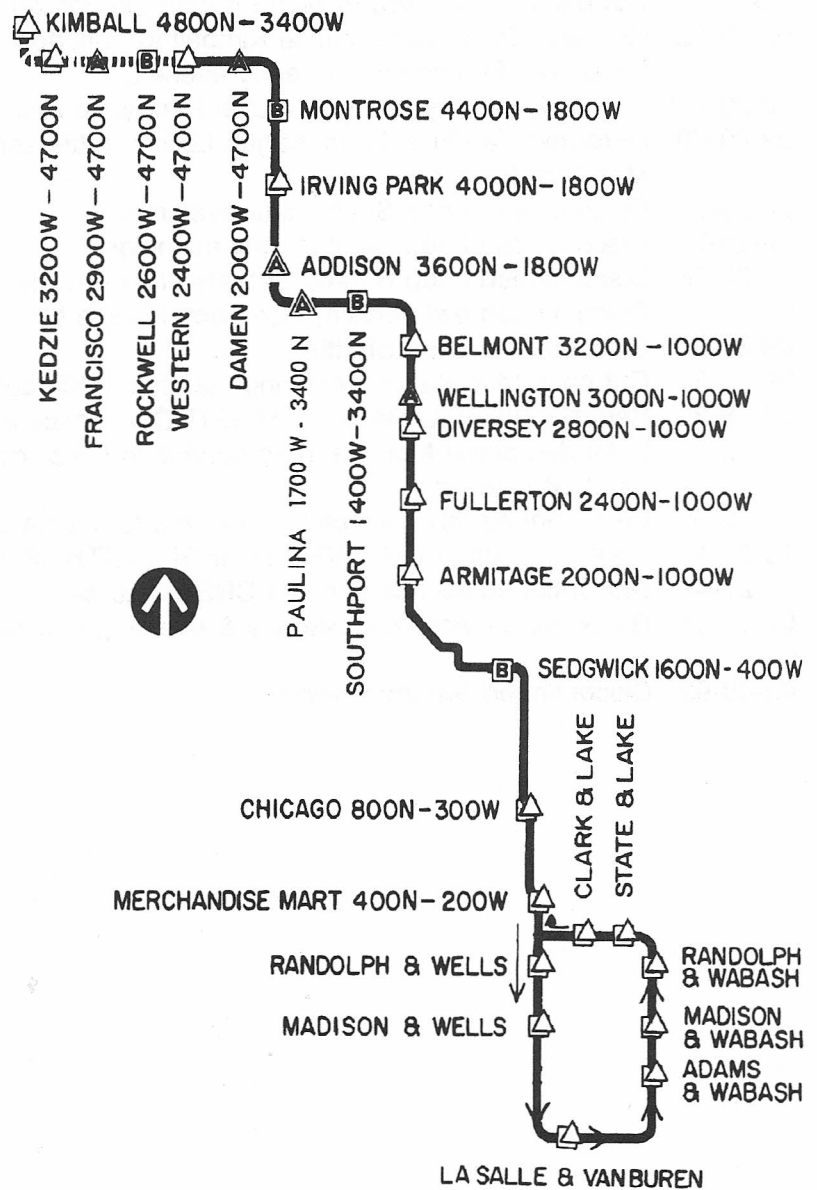 KIMBALL 4800N-3400W
KEDZIE 3200W-4700N
A
FRANCISCO 2900W-4700N
B
ROCKWELL 2600W-4700N
WESTERN 2400W-4700N
A
DAMEN 2000W-4700N
B MONTROSE 4400N-1800W
IRVING PARK 4000N-1800W
A ADDISON 3600N-1800W
A
PAULINA 1700 W - 3400 N
B
SOUTHPORT 1400W-3400N
BELMONT 3200N-1000W
A WELLINGTON 3000N-1000W
DIVERSEY 2800N-1000W
FULLERTON 2400N-1000W
ARMITAGE 2000N-1000W
B SEDGWICK 1600N-400W
CHICAGO 800N-300W
CLARK & LAKE
STATE & LAKE
MERCHANDISE MART 400N-200W
RANDOLPH & WELLS
RANDOLPH
& WABASH
MADISON & WELLS
MADISON
& WABASH
ADAMS
& WABASH
LA SALLE & VAN BUREN